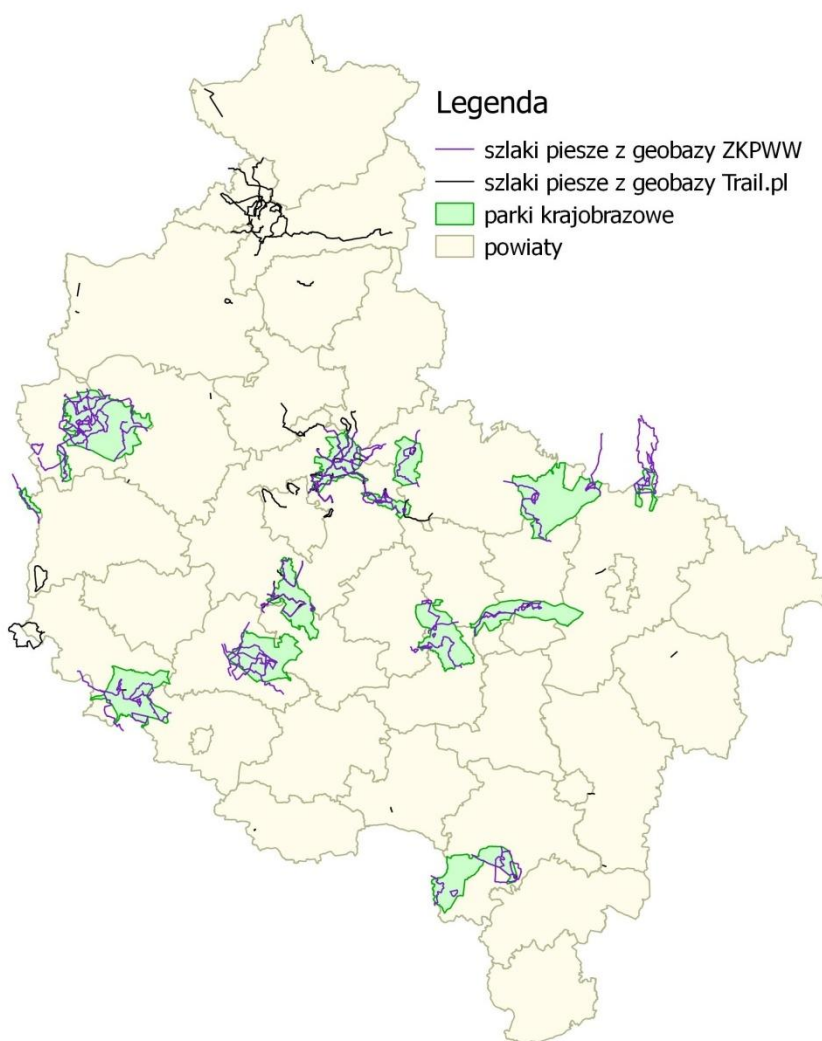 Legenda
szlaki piesze z geobazy ZKPWW
szlaki piesze z geobazy Trail.pl
parki krajobrazowe
powiaty